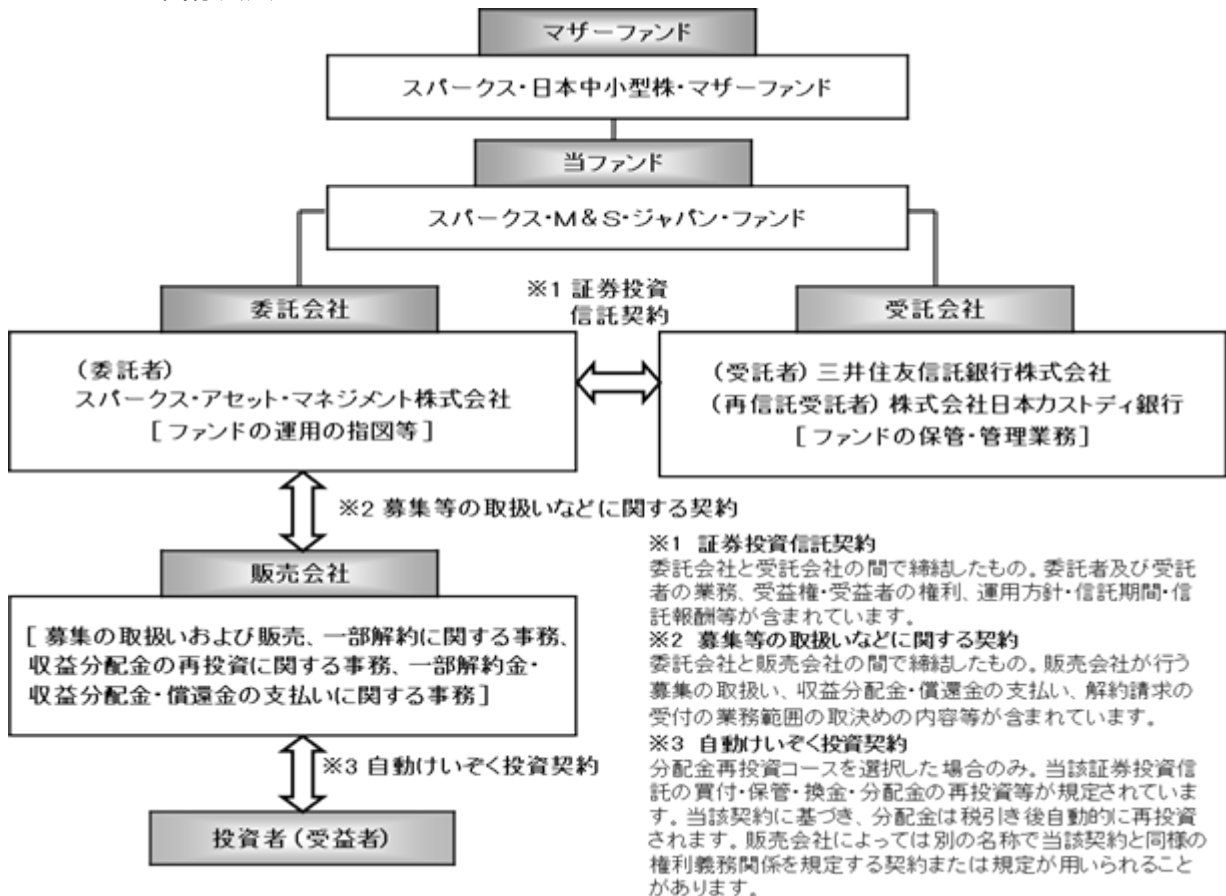 マザーファンド
スパークス・日本中小型株・マザーファンド
当ファンド
スパークス・M&S・ジャパン・ファンド
委託会社
※1 証券投資
信託契約
受託会社
(委託者)
スパークス・アセット・マネジメント株式会社
[ファンドの運用の指図等]
(受託者) 三井住友信託銀行株式会社
(再信託受託者) 株式会社日本カストディ銀行
[ファンドの保管・管理業務]
※2 募集等の取扱いなどに関する契約
販売会社
[ 募集の取扱いおよび販売、一部解約に関する事務、
収益分配金の再投資に関する事務、一部解約金・
収益分配金・償還金の支払いに関する事務]
※3 自動けいぞく投資契約
投資者(受益者)
※1 証券投資信託契約
委託会社と受託会社の間で締結したもの。委託者及び受託
者の業務、受益権・受益者の権利、運用方針・信託期間・信
託報酬等が含まれています。
※2 募集等の取扱いなどに関する契約
委託会社と販売会社の間で締結したもの。販売会社が行う
募集の取扱い、収益分配金・償還金の支払い、解約請求の
受付の業務範囲の取決めの内容等が含まれています。
※3 自動けいぞく投資契約
分配金再投資コースを選択した場合のみ。当該証券投資信
託の買付・保管・換金・分配金の再投資等が規定されていま
す。当該契約に基づき、分配金は税引き後自動的に再投資
されます。販売会社によっては別の名称で当該契約と同様の
権利義務関係を規定する契約または規定が用いられること
があります。